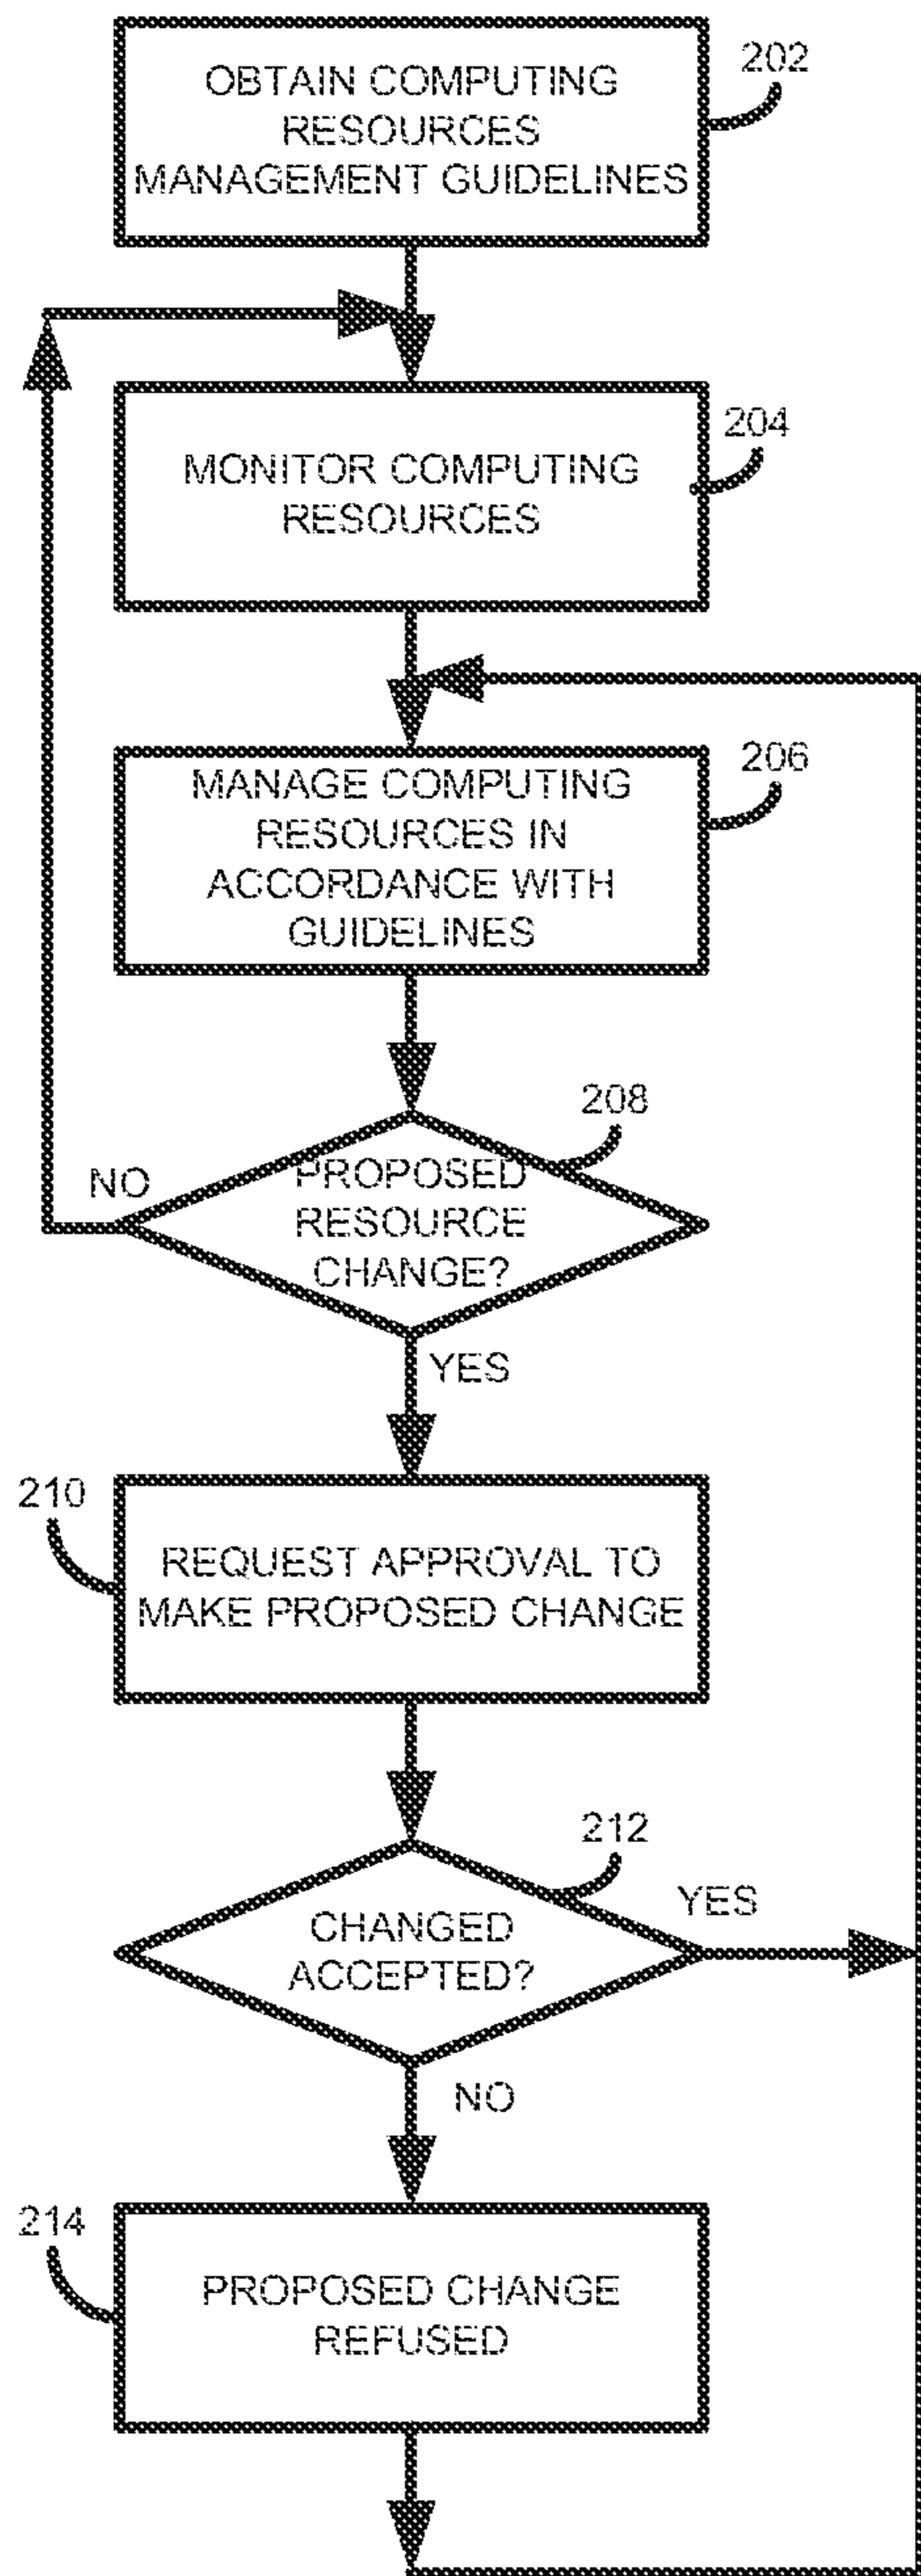 OBTAIN COMPUTING
RESOURCES
MANAGEMENT GUIDELINES
202
MONITOR COMPUTING
RESOURCES
204
MANAGE COMPUTING
RESOURCES IN
ACCORDANCE WITH
GUIDELINES
206
PROPOSED
RESOURCE
CHANGE?
208
NO
YES
210
REQUEST APPROVAL TO
MAKE PROPOSED CHANGE
CHANGED
ACCEPTED?
212
YES
NO
214
PROPOSED CHANGE
REFUSED